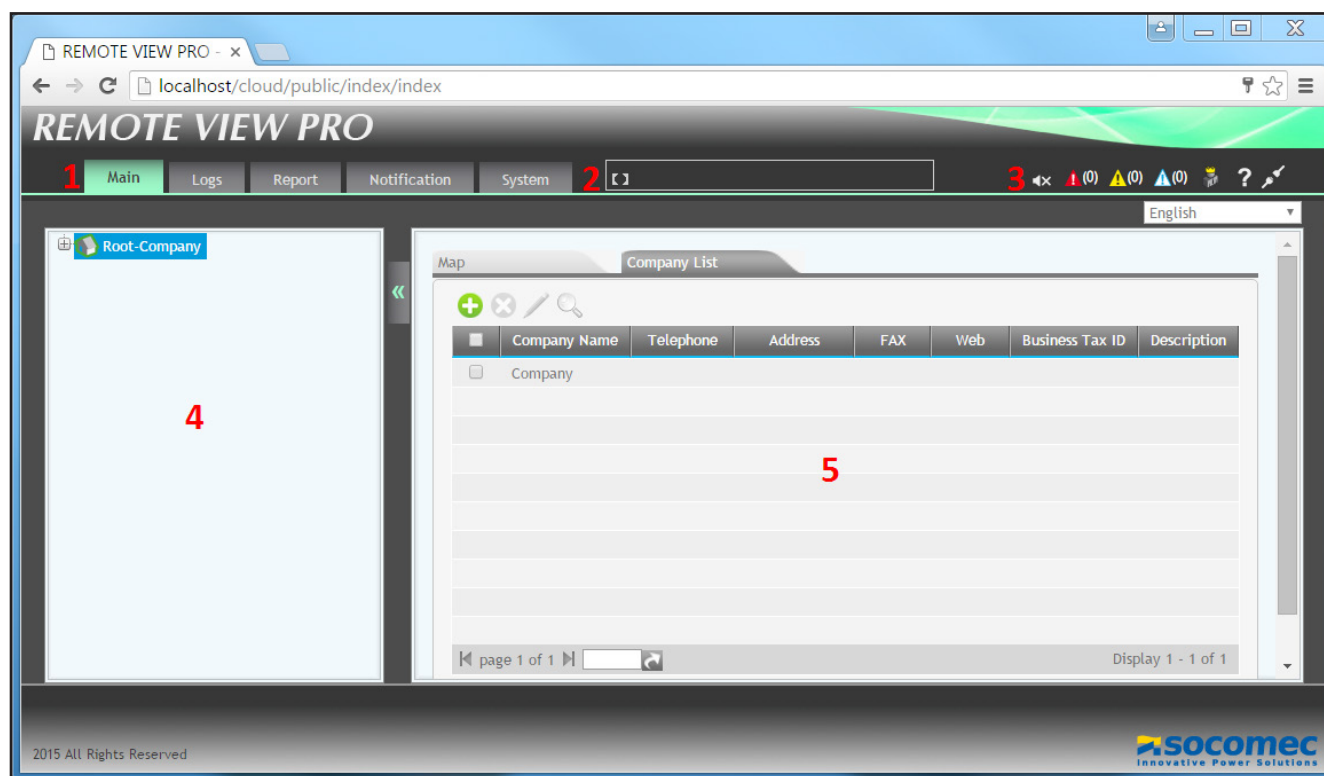 REMOTE VIEW PRO -
localhost/cloud/public/index/index
REMOTE VIEW PRO
1 Main Logs Report Notification System 2 [ ] 3 (0) (0) (0) ?
English
Root-Company
Map Company List
Company Name Telephone Address FAX Web Business Tax ID Description
Company
4
5
page 1 of 1 Display 1 - 1 of 1
2015 All Rights Reserved
socomec
Innovative Power Solutions